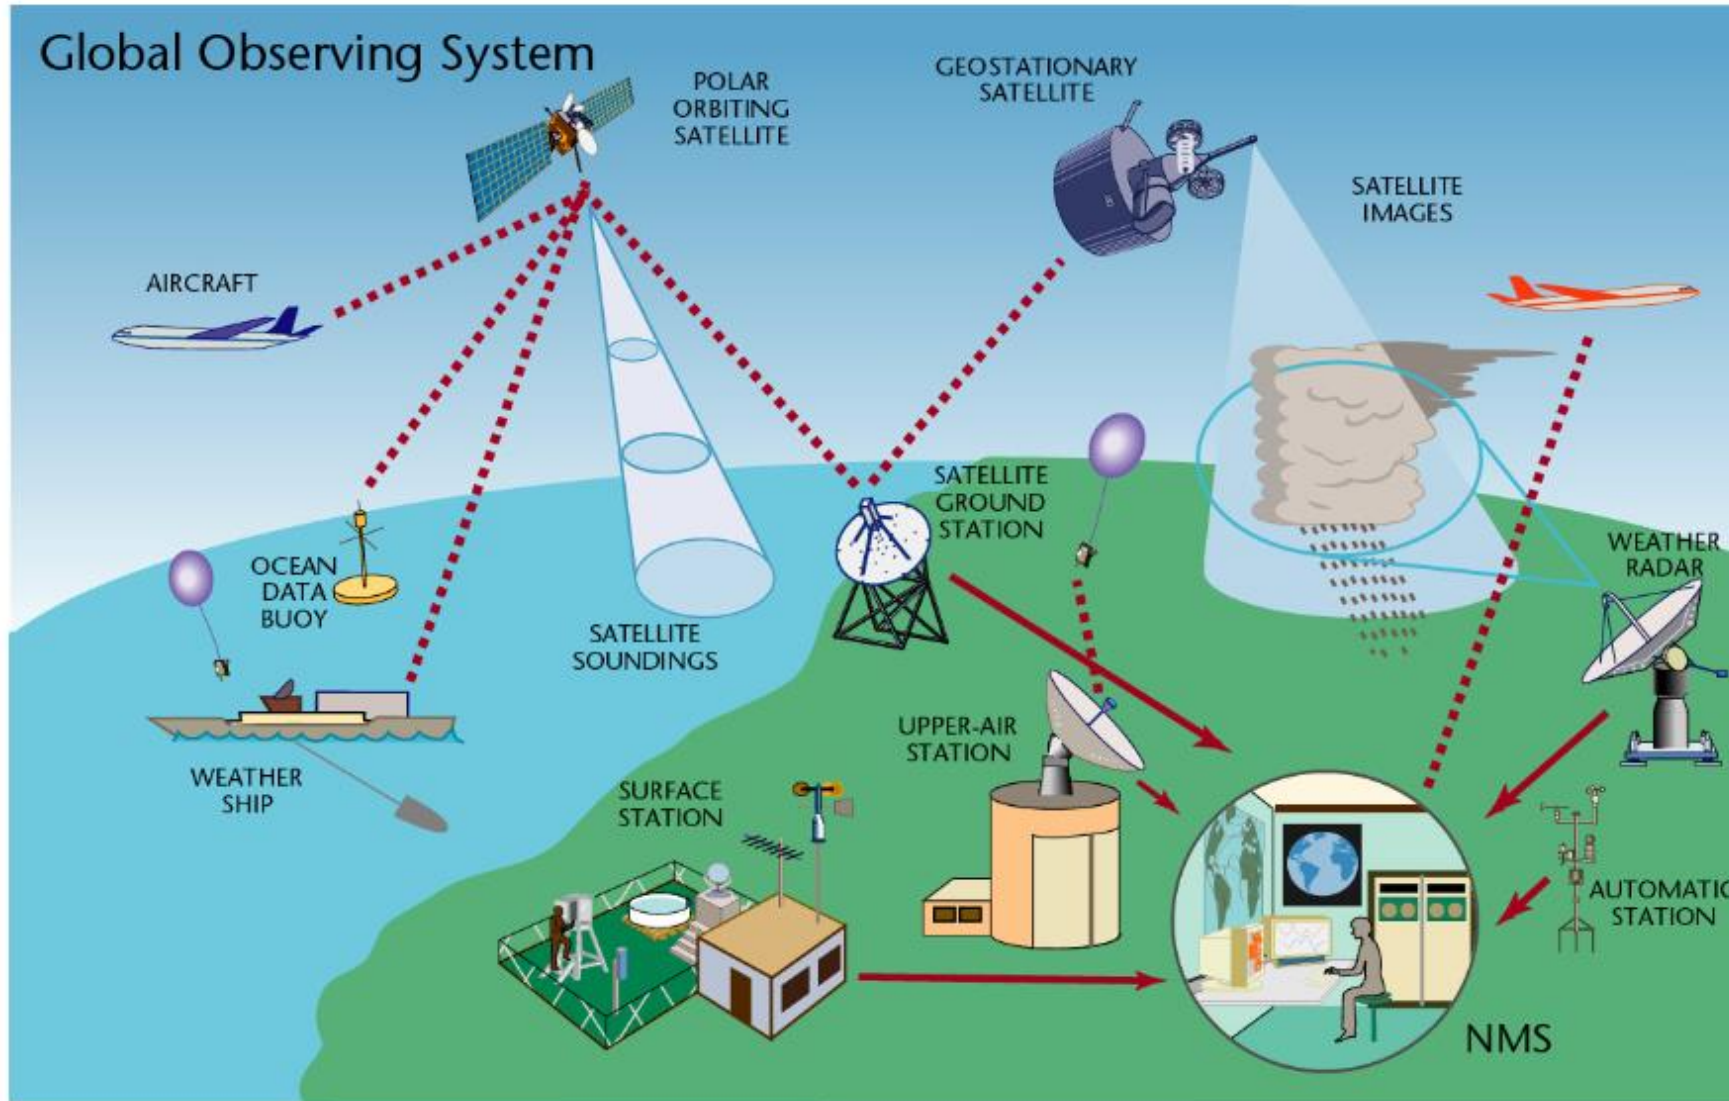 Global Observing System
POLAR
ORBITING
SATELLITE
GEOSTATIONARY
SATELLITE
SATELLITE
IMAGES
AIRCRAFT
SATELLITE
GROUND
STATION
WEATHER
RADAR
OCEAN
DATA
BUOY
SATELLITE
SOUNDINGS
UPPER-AIR
STATION
WEATHER
SHIP
SURFACE
STATION
AUTOMATIC
STATION
NMS